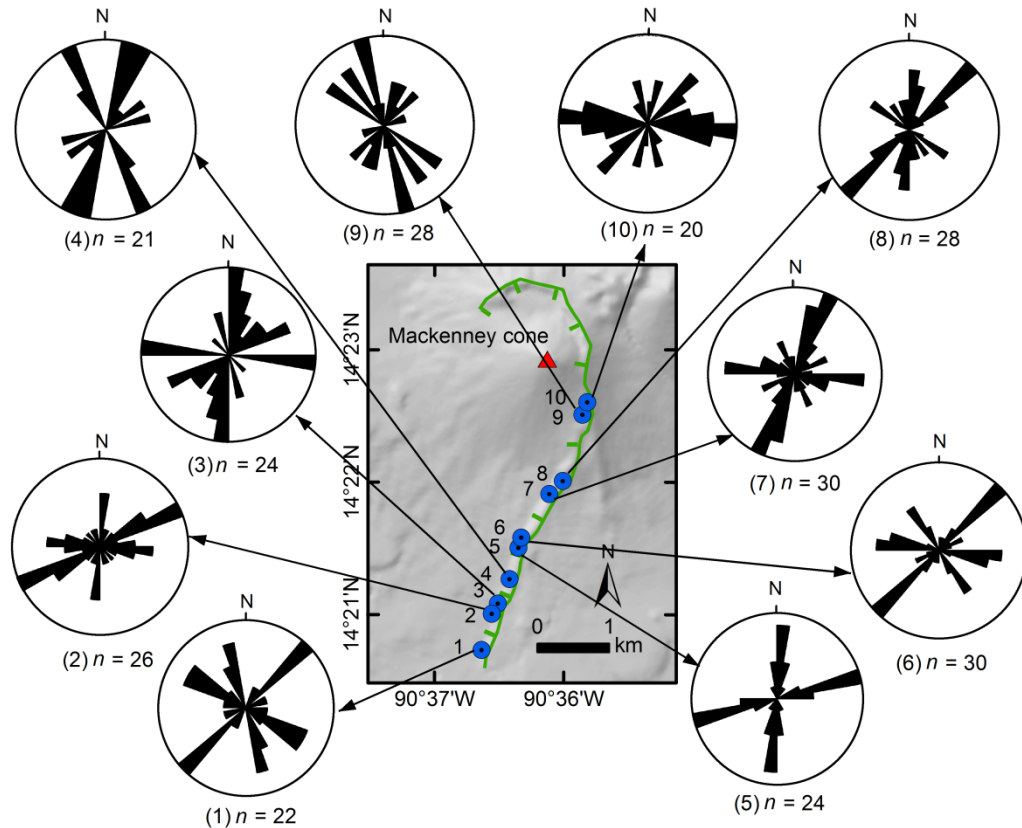 N
N
N
N
(4) n = 21
(9) n = 28
(10) n = 20
(8) n = 28
N
N
(3) n = 24
(7) n = 30
N
N
(2) n = 26
(6) n = 30
N
N
(1) n = 22
(5) n = 24
Mackenney cone
14°23'N
14°22'N
14°21'N
10
9
8
7
6
5
4
3
2
1
N
0 1
km
90°37'W 90°36'W